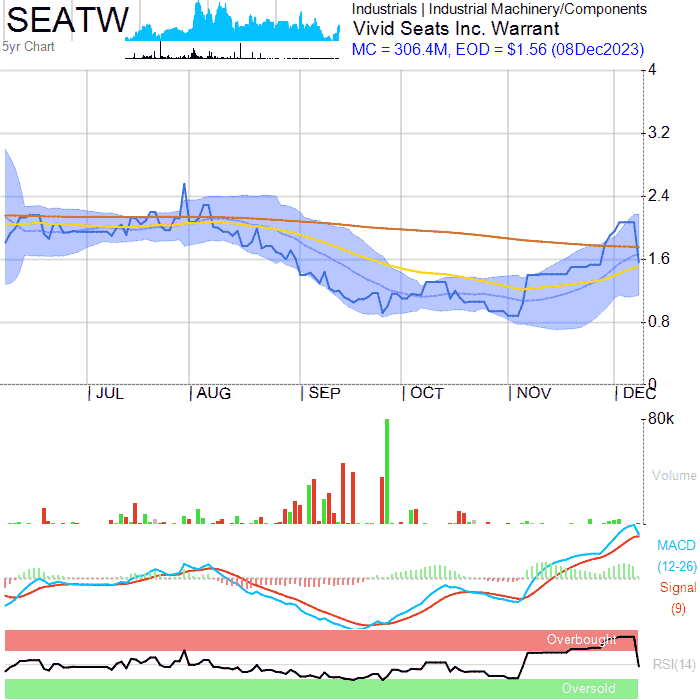 SEATW
5yr Chart
Industrials | Industrial Machinery/Components
Vivid Seats Inc. Warrant
MC = 306.4M, EOD = $1.56 (08Dec2023)
4
3.2
2.4
1.6
0.8
0
JUL
AUG
SEP
OCT
NOV
DEC
80k
Volume
MACD
(12-26)
Signal
(9)
Overbought
RSI(14)
Oversold